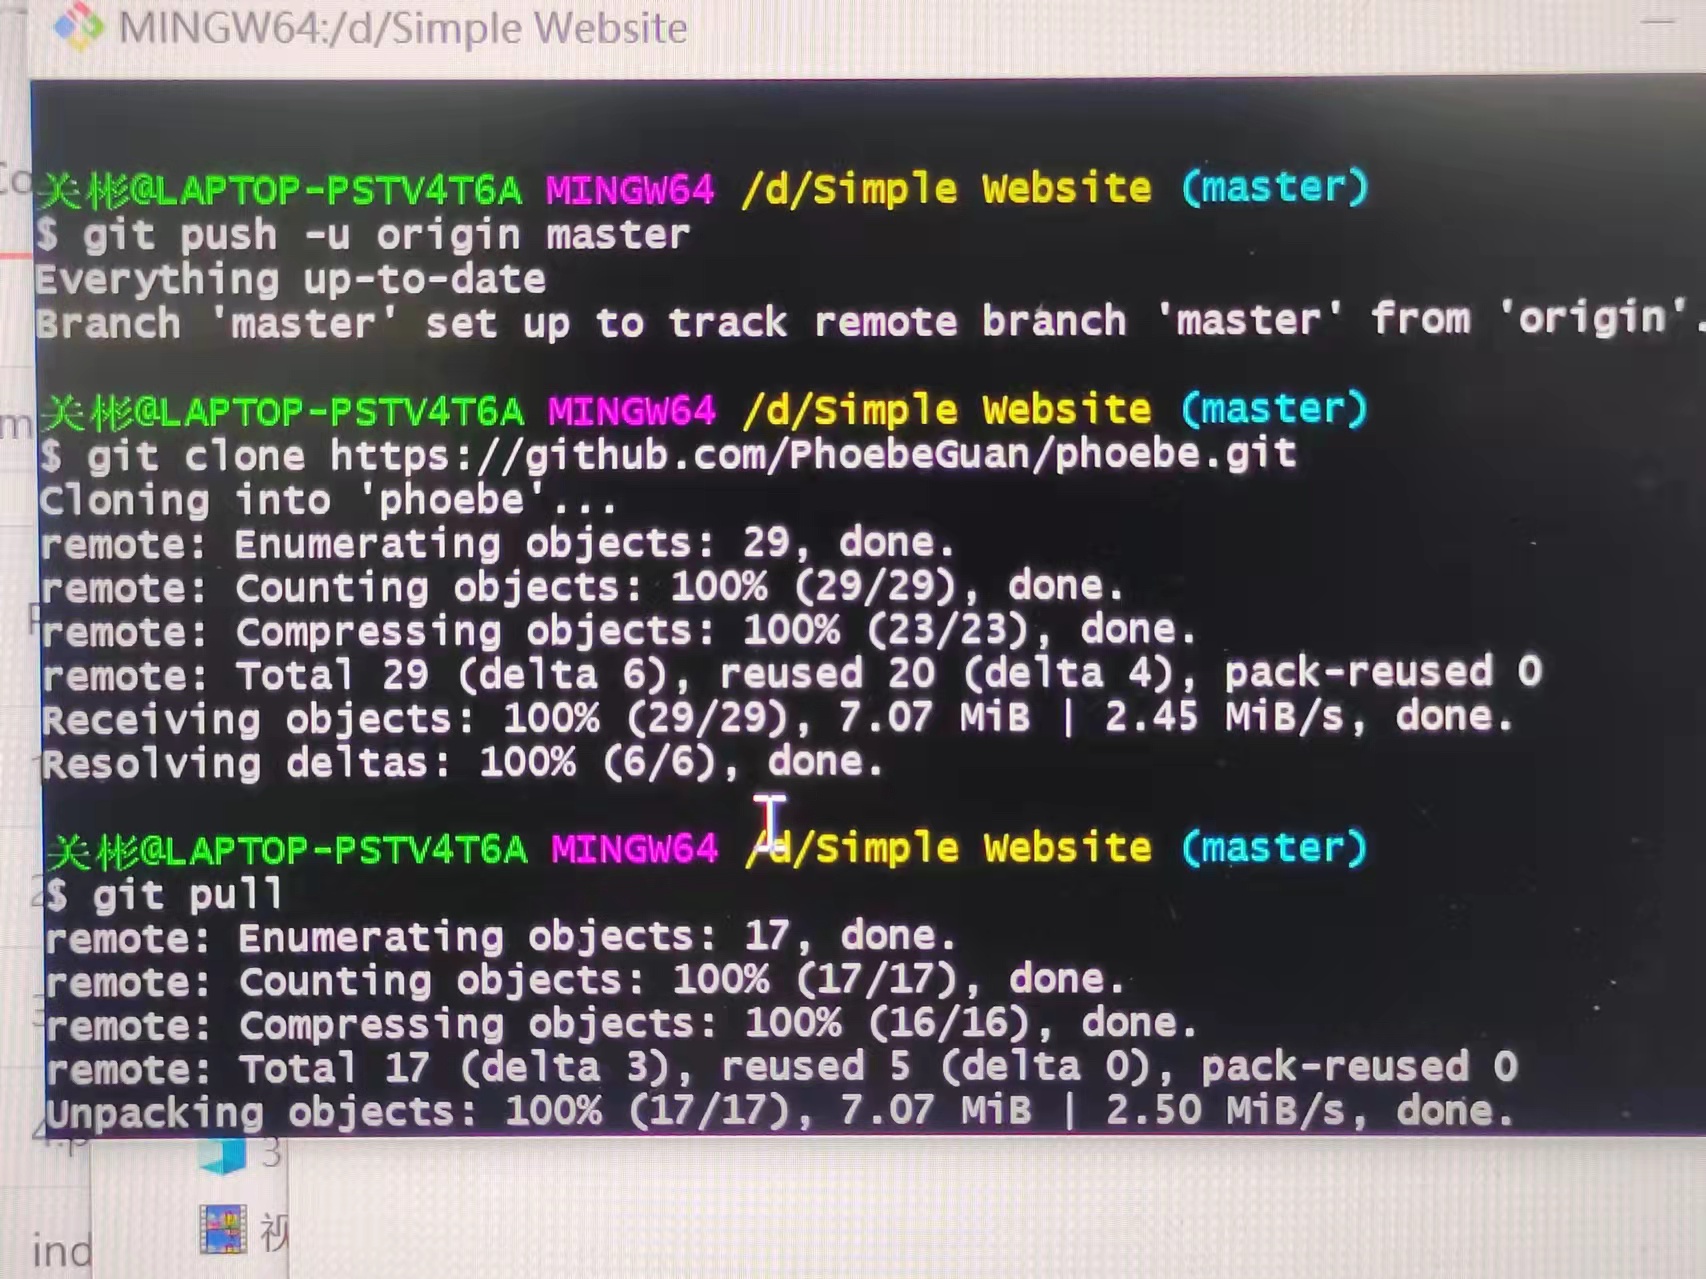 MINGW64:/d/Simple Website
关彬@LAPTOP-PSTV4T6A MINGW64 /d/Simple Website (master)
$ git push -u origin master
Everything up-to-date
Branch 'master' set up to track remote branch 'master' from 'origin'.
关彬@LAPTOP-PSTV4T6A MINGW64 /d/Simple Website (master)
$ git clone https://github.com/PhoebeGuan/phoebe.git
Cloning into 'phoebe'...
remote: Enumerating objects: 29, done.
remote: Counting objects: 100% (29/29), done.
remote: Compressing objects: 100% (23/23), done.
remote: Total 29 (delta 6), reused 20 (delta 4), pack-reused 0
Receiving objects: 100% (29/29), 7.07 MiB | 2.45 MiB/s, done.
Resolving deltas: 100% (6/6), done.
关彬@LAPTOP-PSTV4T6A MINGW64 /d/Simple Website (master)
$ git pull
remote: Enumerating objects: 17, done.
remote: Counting objects: 100% (17/17), done.
remote: Compressing objects: 100% (16/16), done.
remote: Total 17 (delta 3), reused 5 (delta 0), pack-reused 0
Unpacking objects: 100% (17/17), 7.07 MiB | 2.50 MiB/s, done.
3
视
ind